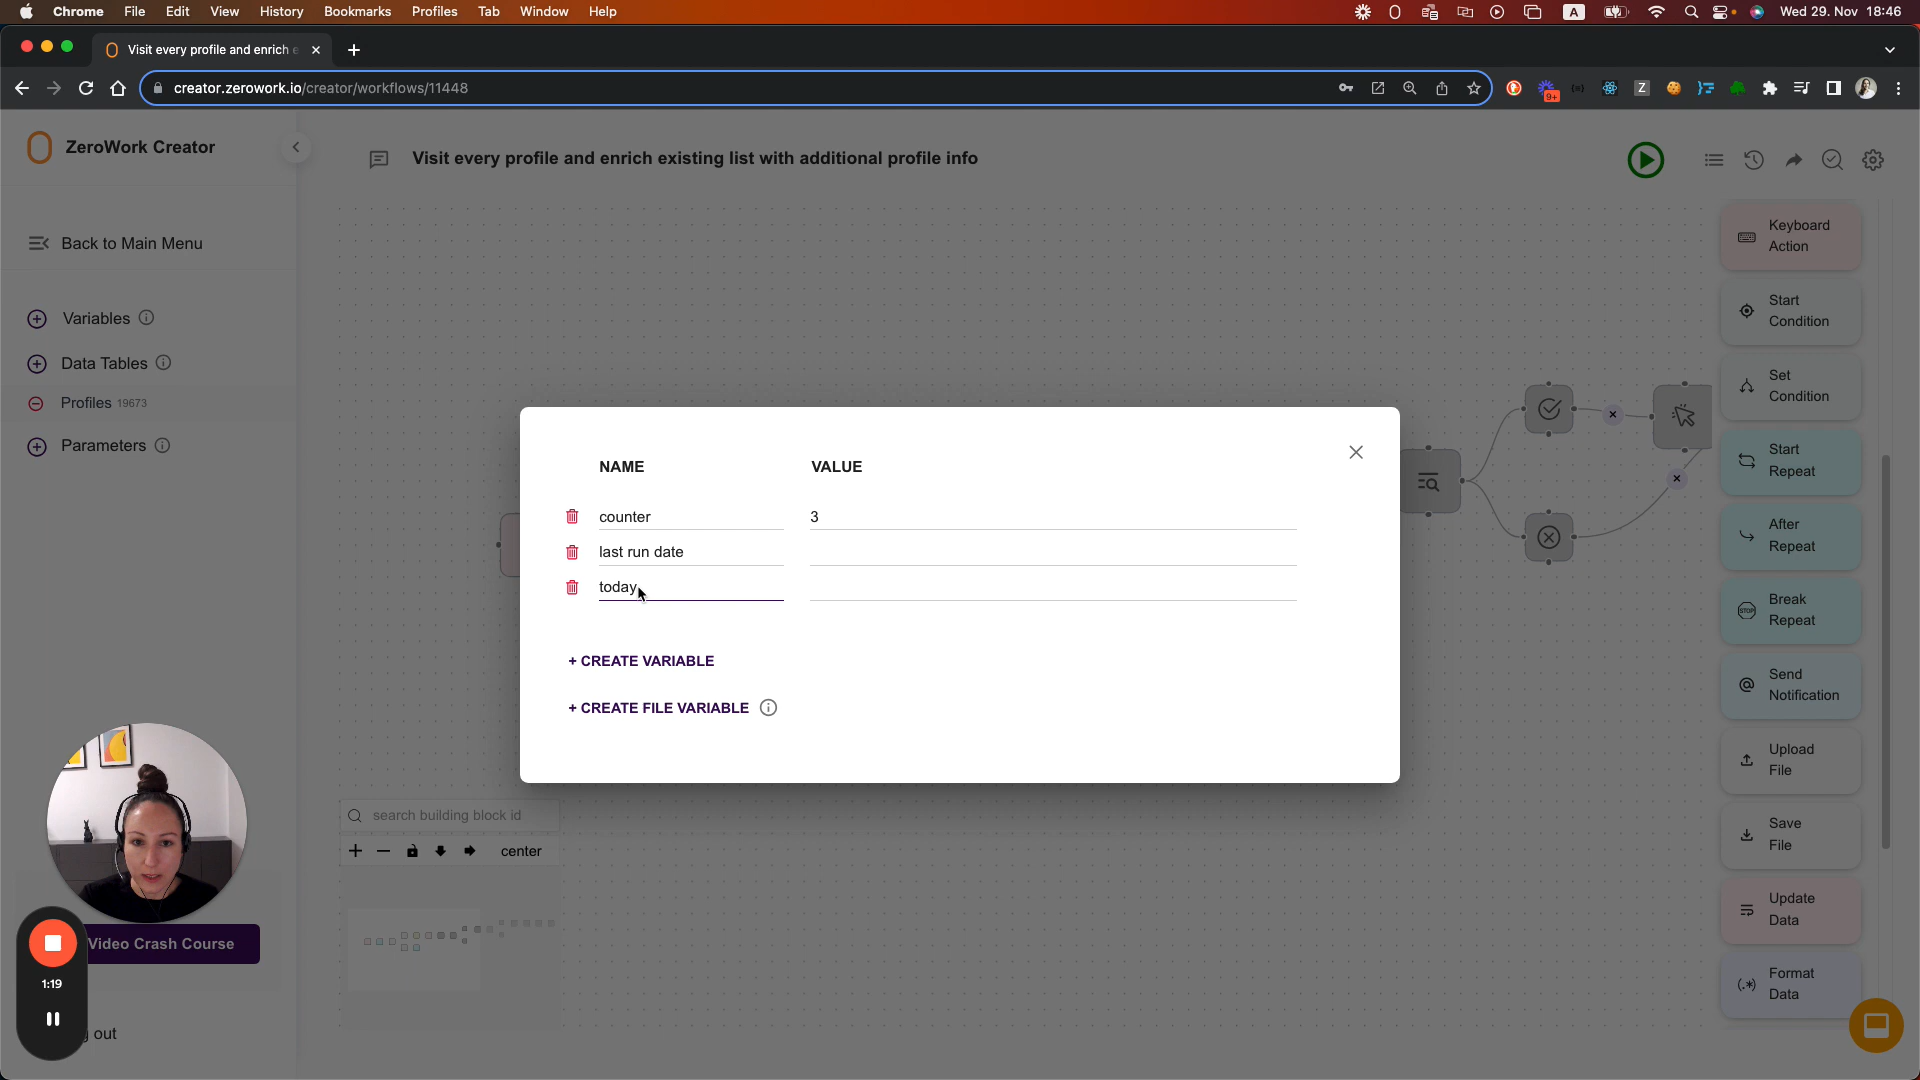 Chrome File Edit View History Bookmarks Profiles Tab Window Help
A
Wed 29. Nov 18:46
Visit every profile and enrich e
creator.zerowork.io/creator/workflows/11448
9+
Z
ZeroWork Creator
Visit every profile and enrich existing list with additional profile info
Back to Main Menu
Variables
Data Tables
Profiles 19673
Parameters
NAME
VALUE
counter
3
last run date
today
+ CREATE VARIABLE
+ CREATE FILE VARIABLE
search building block id
center
Keyboard
Action
Start
Condition
Set
Condition
Start
Repeat
After
Repeat
STOP
Break
Repeat
Send
Notification
Upload
File
Save
File
Update
Data
Format
Data
Video Crash Course
1:19
out